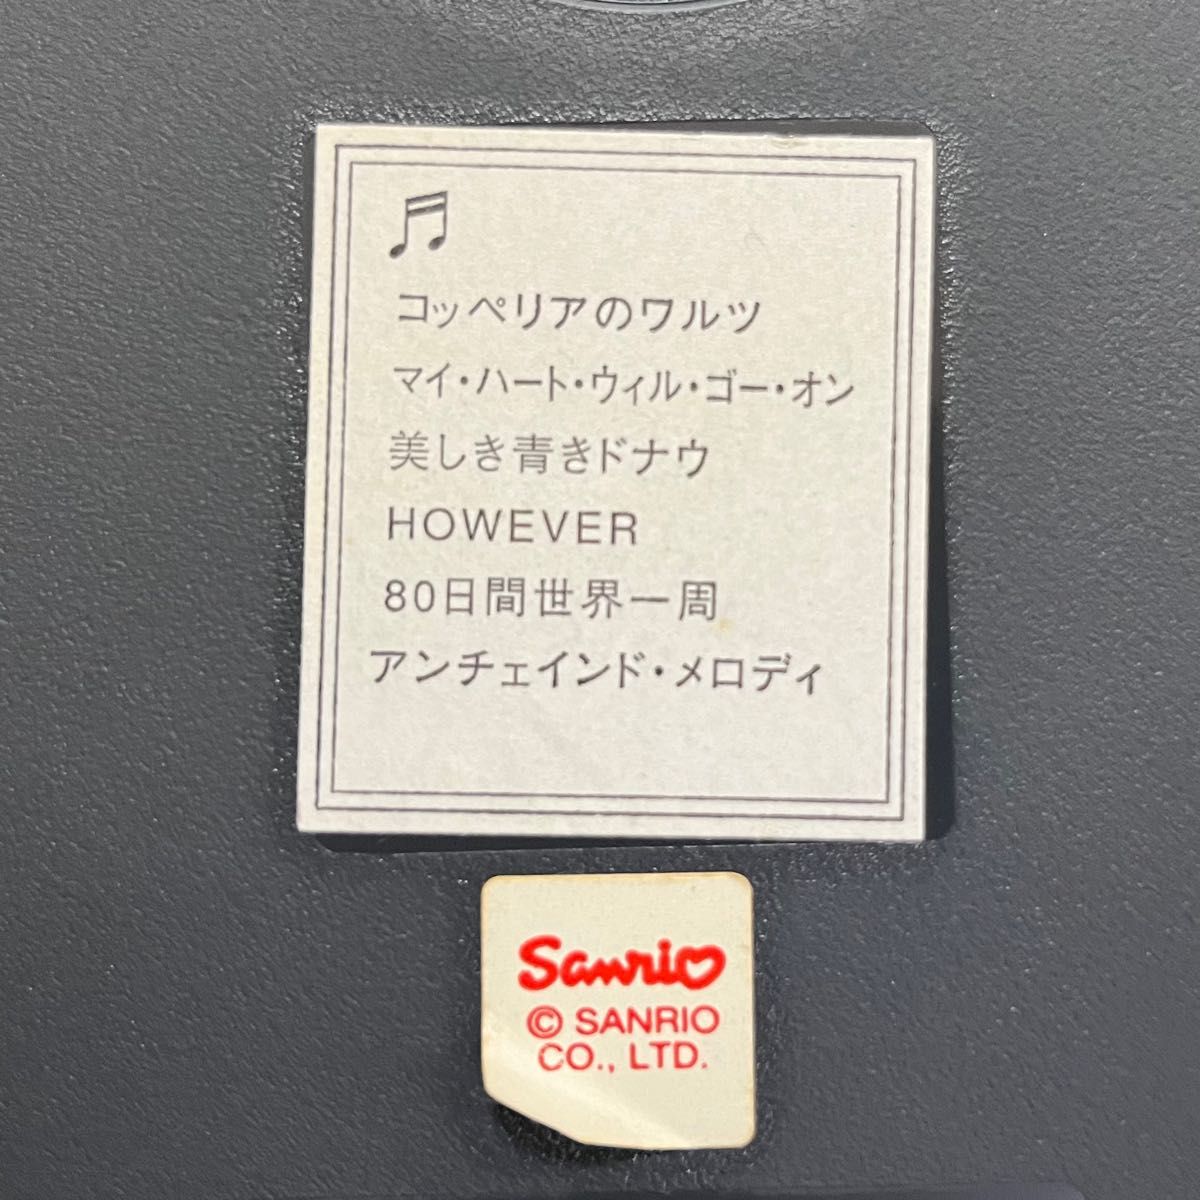 コッペリアのワルツ
マイ・ハート・ウィル・ゴー・オン
美しき青きドナウ
HOWEVER
80日間世界一周
アンチェインド・メロディ
Sanrio
© SANRIO
CO., LTD.